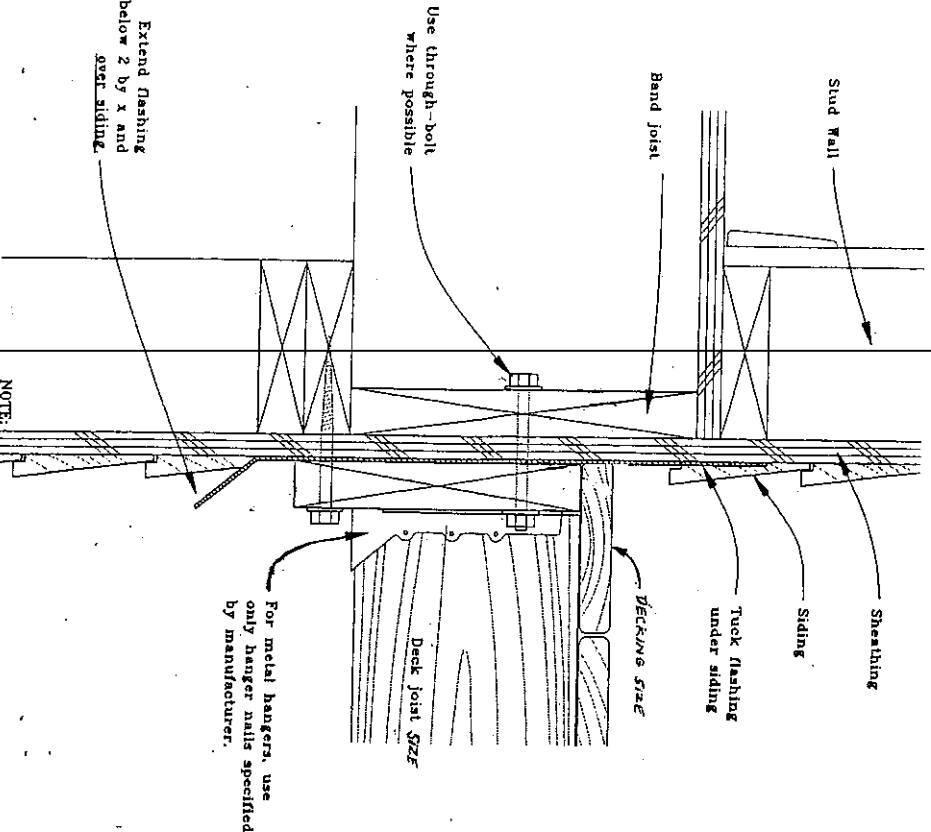 Stud Wall
Band joist
Use through-bolt
where possible
Extend flashing
below 2 by x and
over siding.
Sheathing
Siding
Tuck flashing
under siding
DECKING SIZE
Deck joist SIZE
For metal hangers, use
only hanger nails specified
by manufacturer.
NOTE: